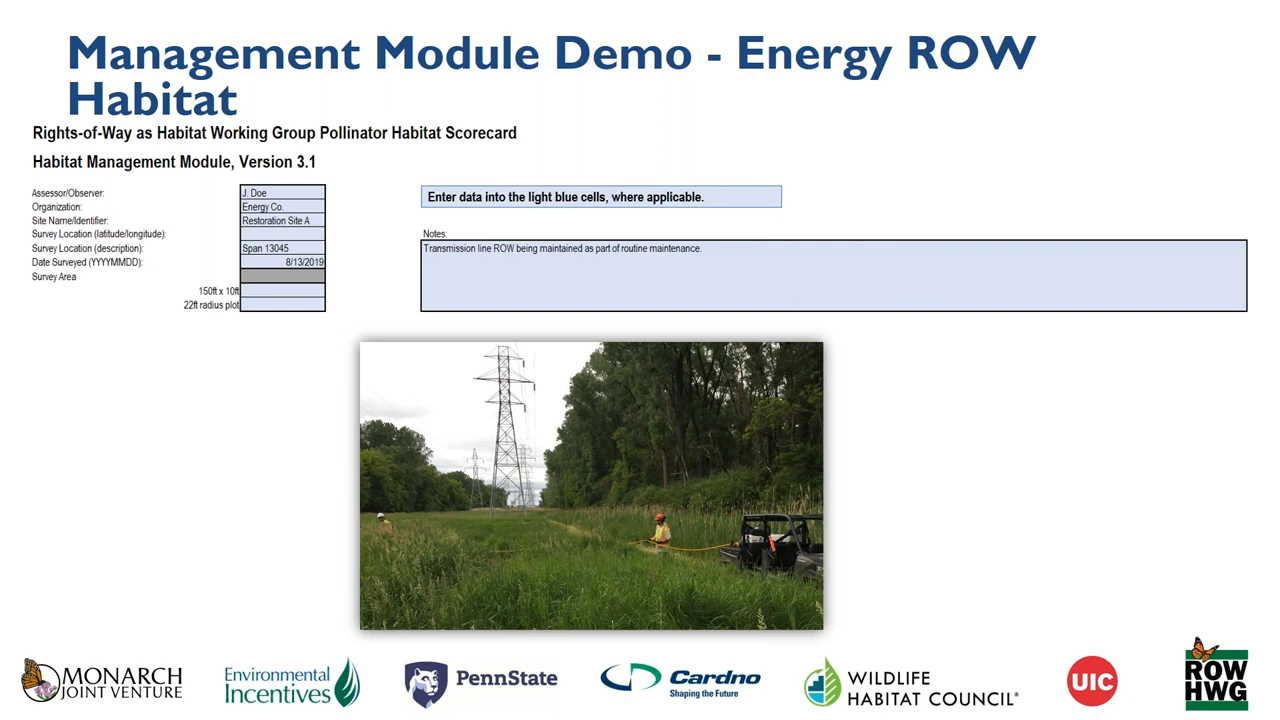 Management Module Demo - Energy ROW
Habitat
Rights-of-Way as Habitat Working Group Pollinator Habitat Scorecard
Habitat Management Module, Version 3.1
Assessor/Observer: J. Doe
Organization: Energy Co.
Site Name/Identifier: Restoration Site A
Survey Location (latitude/longitude):
Survey Location (description): Span 13045
Date Surveyed (YYYYMMDD): 8/13/2019
Survey Area
150ft x 10ft
22ft radius plot
Enter data into the light blue cells, where applicable.
Notes:
Transmission line ROW being maintained as part of routine maintenance.
MONARCH
JOINT VENTURE
Environmental
Incentives
PennState
Cardno
Shaping the Future
WILDLIFE
HABITAT COUNCIL®
UIC
ROW
HWG